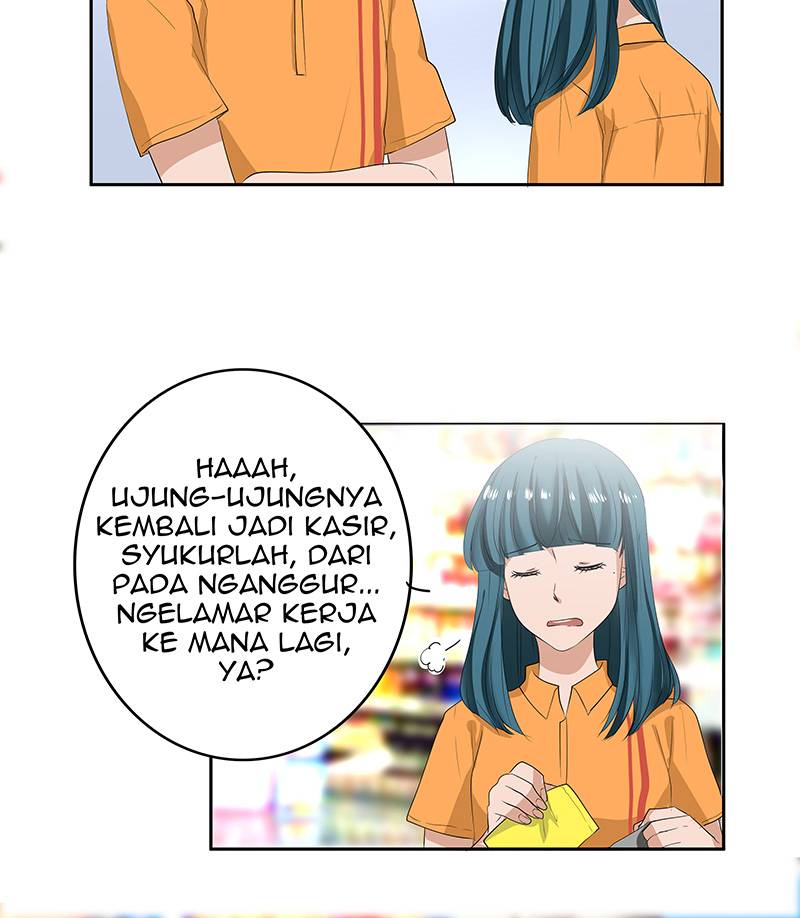 HAAAH,
UJUNG-UJUNGNYA
KEMBALI JADI KASIR,
SYUKURLAH, DARI
PADA NGANGGUR...
NGELAMAR KERJA
KE MANA LAGI,
YA?